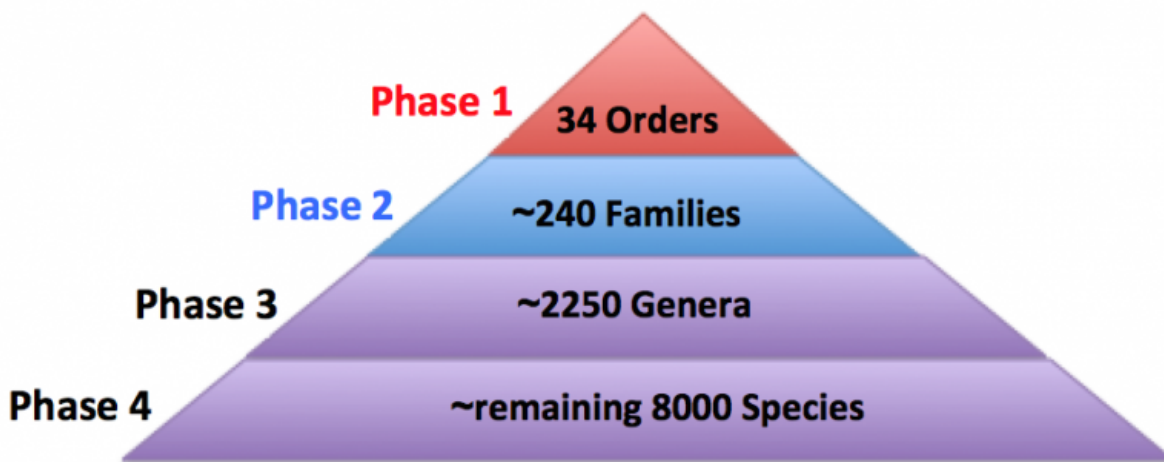 Phase 1
34 Orders
Phase 2
~240 Families
Phase 3
~2250 Genera
Phase 4
~remaining 8000 Species